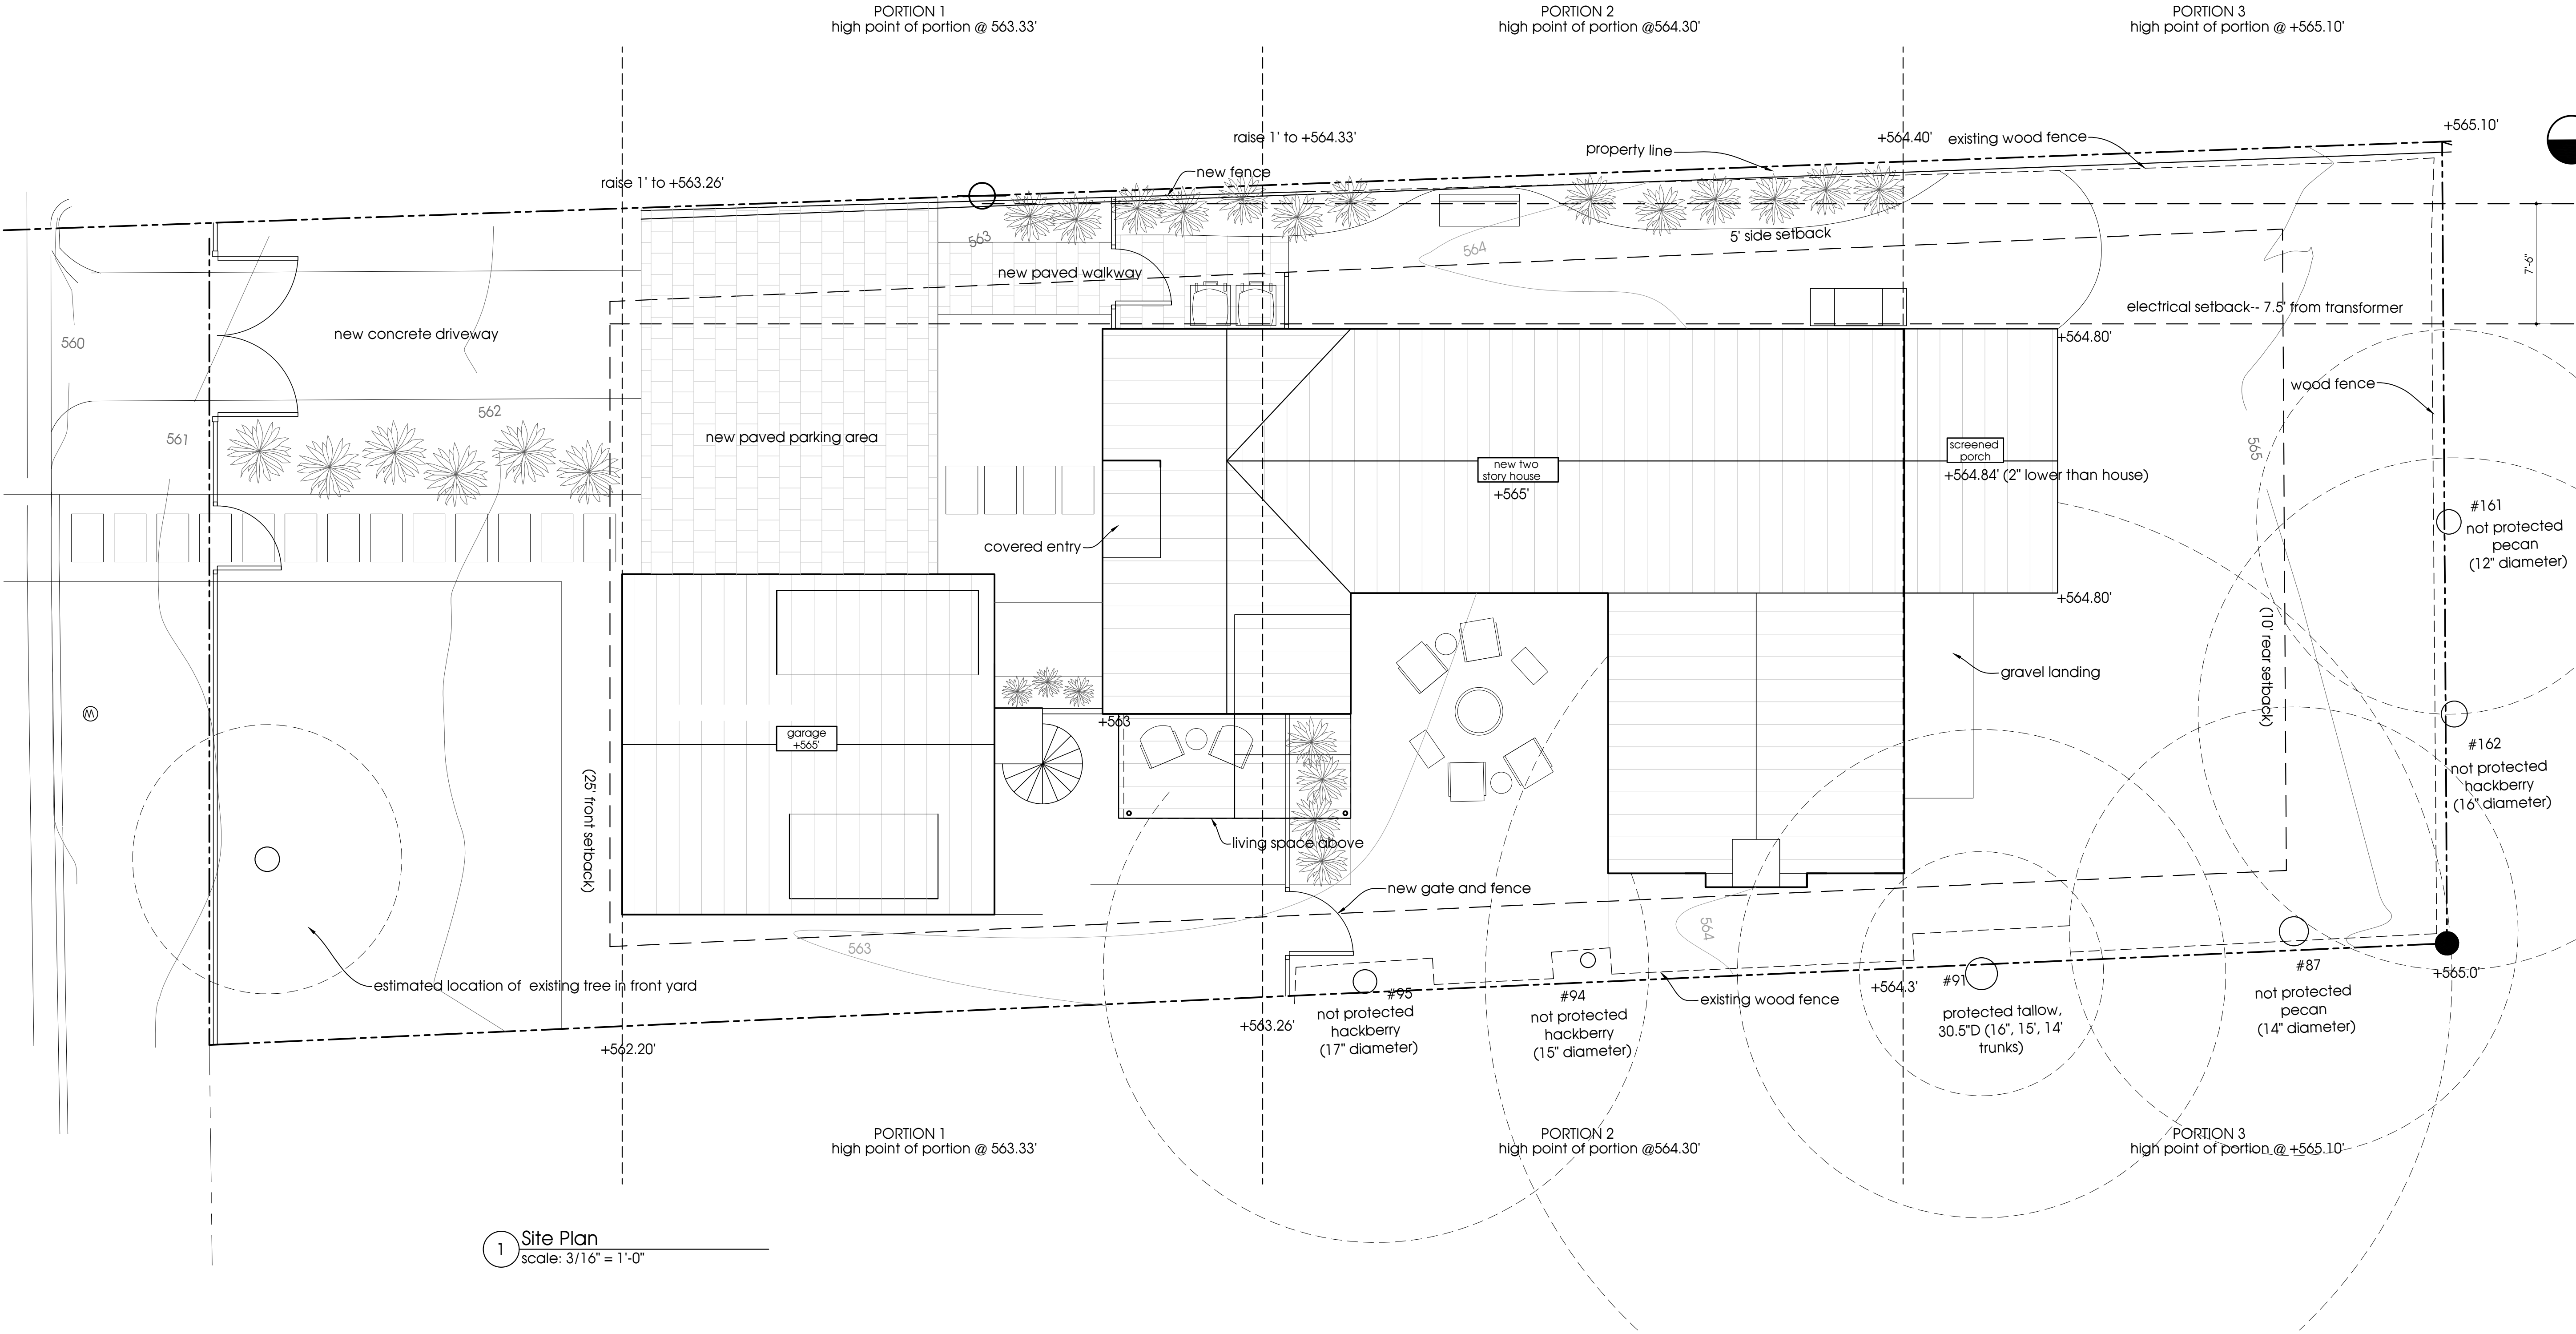 PORTION 1
high point of portion @ 563.33'
PORTION 2
high point of portion @564.30'
PORTION 3
high point of portion @ +565.10'
raise 1' to +563.26'
new fence
raise 1' to +564.33'
property line
+564.40'
existing wood fence
+565.10'
563
new paved walkway
564
5' side setback
7'-6"
electrical setback-- 7.5' from transformer
560
new concrete driveway
+564.80'
wood fence
561
562
new paved parking area
565
screened
porch
+564.84' (2" lower than house)
new two
story house
+565'
#161
not protected
pecan
(12" diameter)
covered entry
+564.80'
(10' rear setback)
gravel landing
W
+563
garage
+565'
#162
not protected
hackberry
(16" diameter)
(25' front setback)
living space above
new gate and fence
563
564
estimated location of existing tree in front yard
#95
not protected
hackberry
(17" diameter)
#94
not protected
hackberry
(15" diameter)
existing wood fence
+564.3'
#91
protected tallow,
30.5"D (16", 15', 14'
trunks)
#87
not protected
pecan
(14" diameter)
+565.0'
+562.20'
+563.26'
PORTION 1
high point of portion @ 563.33'
PORTION 2
high point of portion @564.30'
PORTION 3
high point of portion @ +565.10'
1
Site Plan
scale: 3/16" = 1'-0"